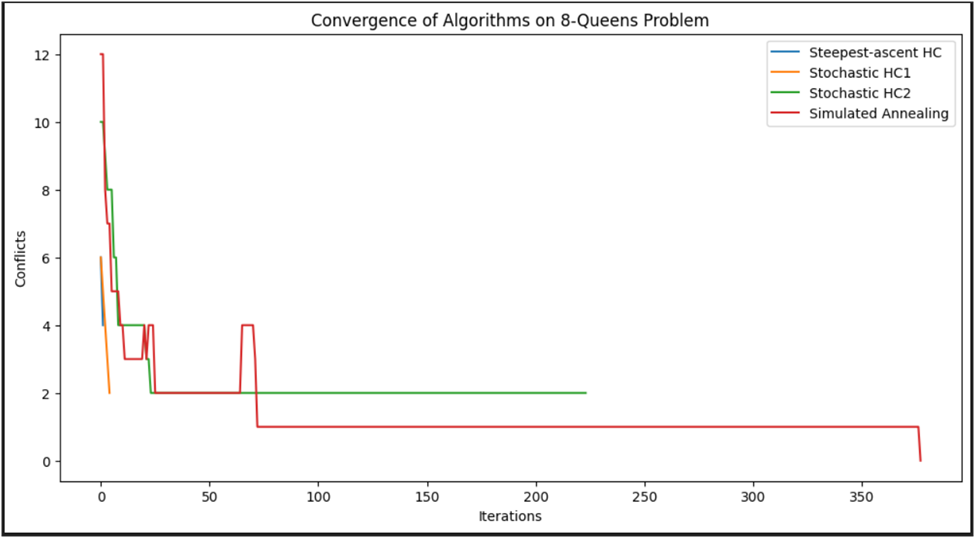 Convergence of Algorithms on 8-Queens Problem
Steepest-ascent HC
Stochastic HC1
Stochastic HC2
Simulated Annealing
Conflicts
12
10
8
6
4
2
0
0 50 100 150 200 250 300 350
Iterations